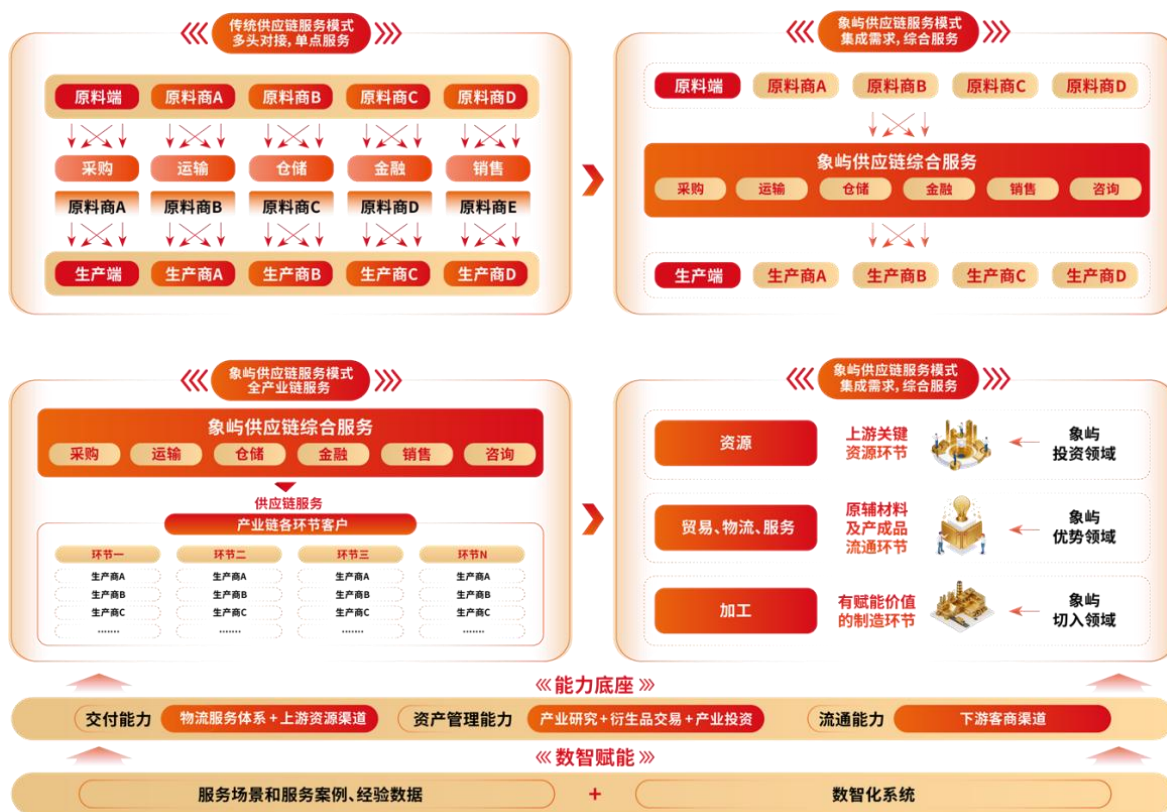 传统供应链服务模式
多头对接，单点服务
原料端 原料商A 原料商B 原料商C 原料商D
采购 运输 仓储 金融 销售
原料商A 原料商B 原料商C 原料商D 原料商E
生产端 生产商A 生产商B 生产商C 生产商D
象屿供应链服务模式
集成需求，综合服务
原料端 原料商A 原料商B 原料商C 原料商D
象屿供应链综合服务
采购 运输 仓储 金融 销售 咨询
生产端 生产商A 生产商B 生产商C 生产商D
象屿供应链服务模式
全产业链服务
象屿供应链综合服务
采购 运输 仓储 金融 销售 咨询
供应链服务
产业链各环节客户
环节一 环节二 环节三 环节N
生产商A 生产商A 生产商A 生产商A
生产商B 生产商B 生产商B 生产商B
生产商C 生产商C 生产商C 生产商C
....... ....... ....... .......
象屿供应链服务模式
集成需求，综合服务
资源
上游关键
资源环节
象屿
投资领域
贸易、物流、服务
原辅材料
及产成品
流通环节
象屿
优势领域
加工
有赋能价值
的制造环节
象屿
切入领域
能力底座
交付能力 物流服务体系+上游资源渠道 资产管理能力 产业研究+衍生品交易+产业投资 流通能力 下游客商渠道
数智赋能
服务场景和服务案例、经验数据 + 数智化系统